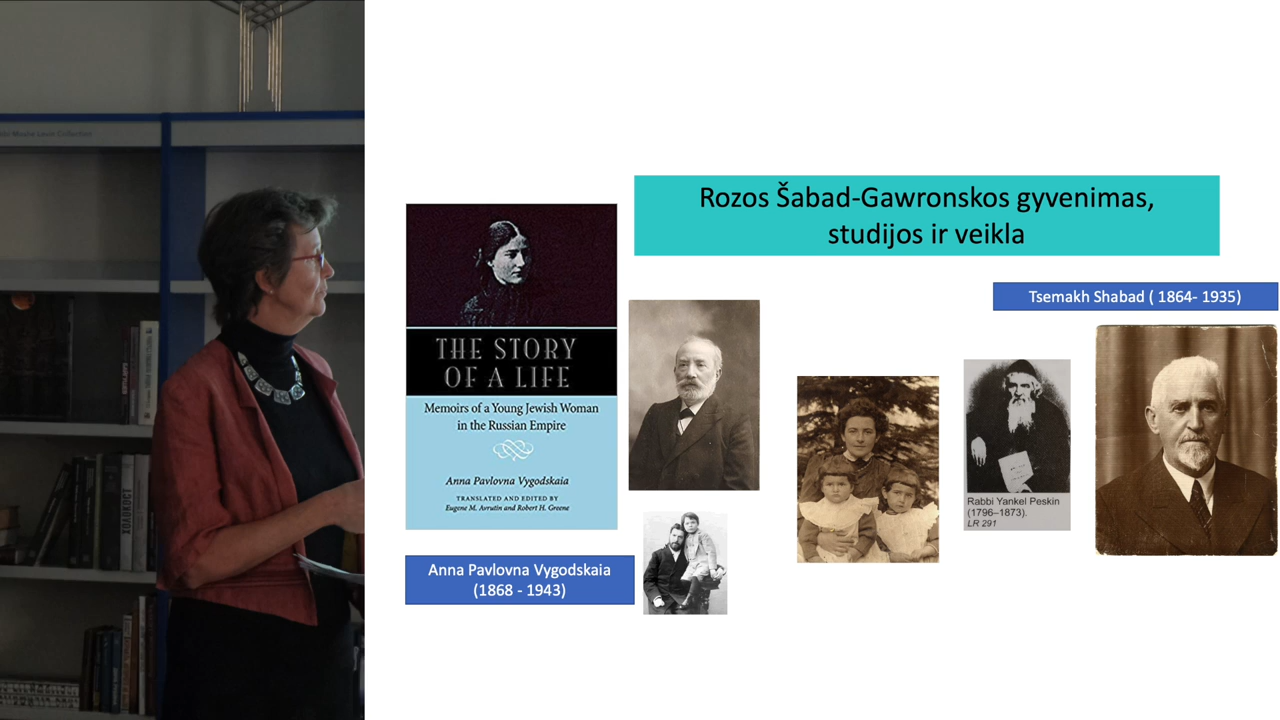 Rozos Šabad-Gawronskos gyvenimas,
studijos ir veikla
Tsemakh Shabad ( 1864- 1935)
THE STORY
OF A LIFE
Memoirs of a Young Jewish Woman
in the Russian Empire
Anna Pavlovna Vygodskaia
TRANSLATED AND EDITED BY
Eugene M. Avrutin and Robert H. Greene
Rabbi Yankel Peskin
(1796–1873).
LR 291
Anna Pavlovna Vygodskaia
(1868 - 1943)
ХОЛОКОСТ